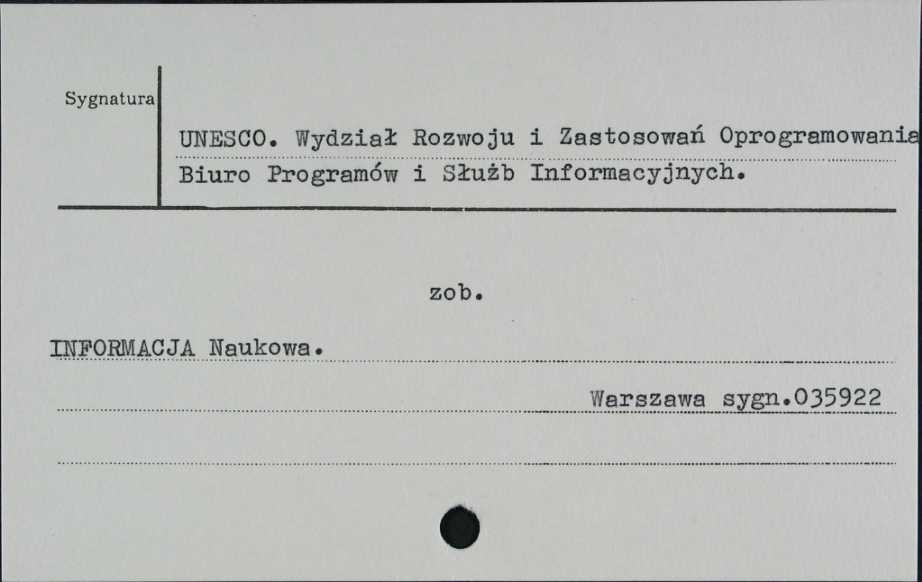 Sygnatura
UNESCO. Wydział Rozwoju i Zastosowań Oprogramowania
Biuro Programów i Służb Informacyjnych.
zob.
INFORMACJA Naukowa.
Warszawa sygn.035922